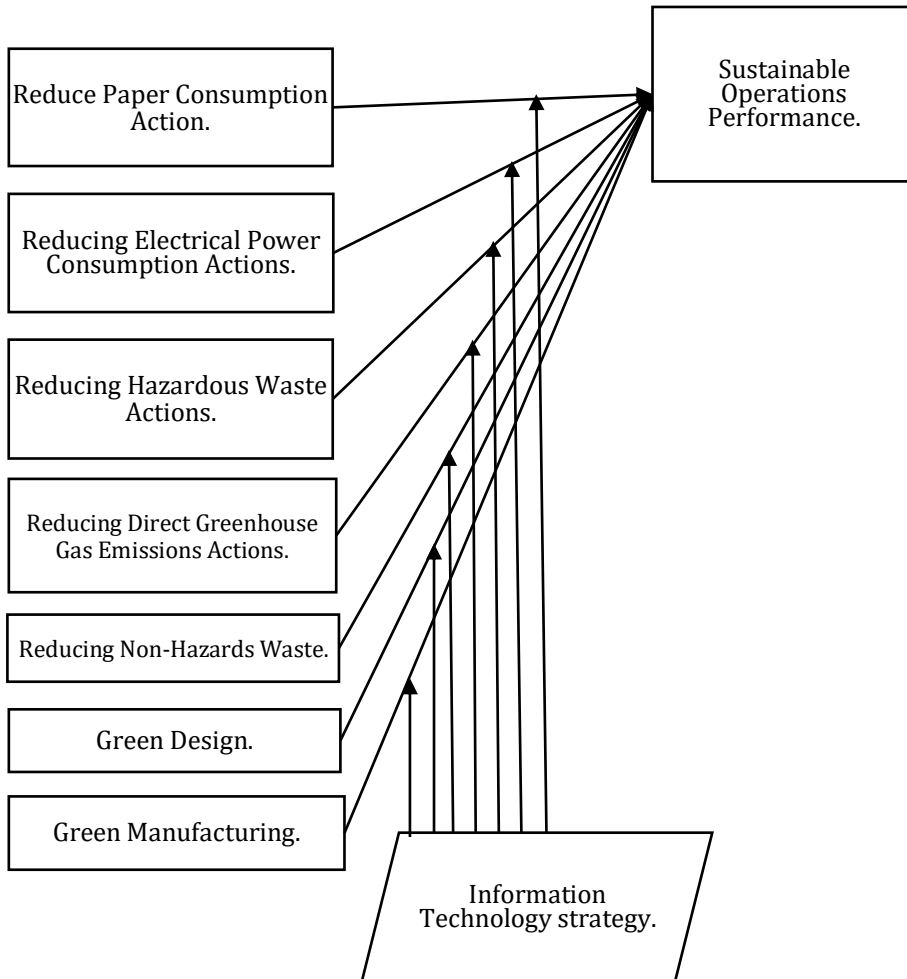 Sustainable
Operations
Performance.
Reduce Paper Consumption
Action.
Reducing Electrical Power
Consumption Actions.
Reducing Hazardous Waste
Actions.
Reducing Direct Greenhouse
Gas Emissions Actions.
Reducing Non-Hazards Waste.
Green Design.
Green Manufacturing.
Information
Technology strategy.